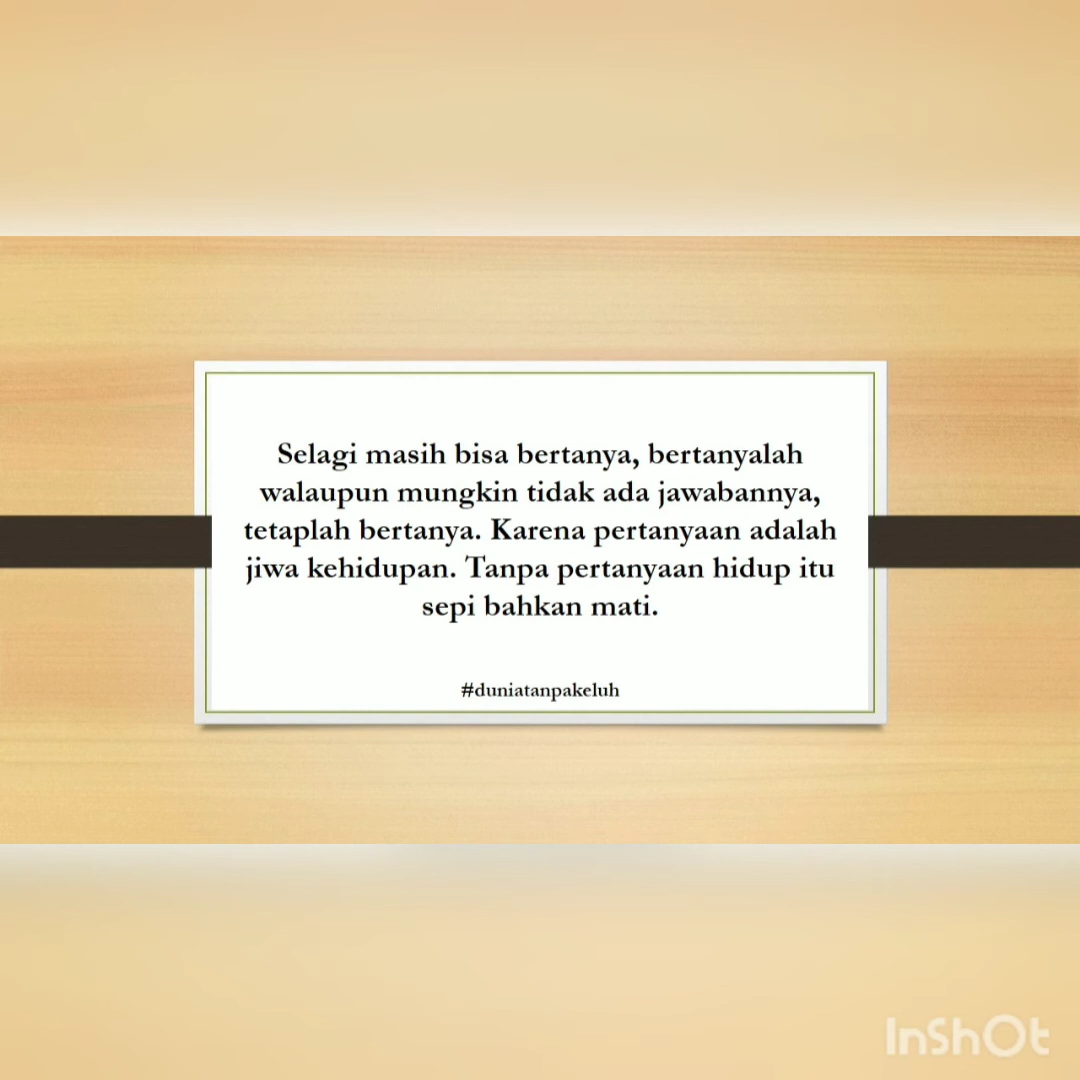 Selagi masih bisa bertanya, bertanyalah
walaupun mungkin tidak ada jawabannya,
tetaplah bertanya. Karena pertanyaan adalah
jiwa kehidupan. Tanpa pertanyaan hidup itu
sepi bahkan mati.
#duniatanpakeluh
InShOt